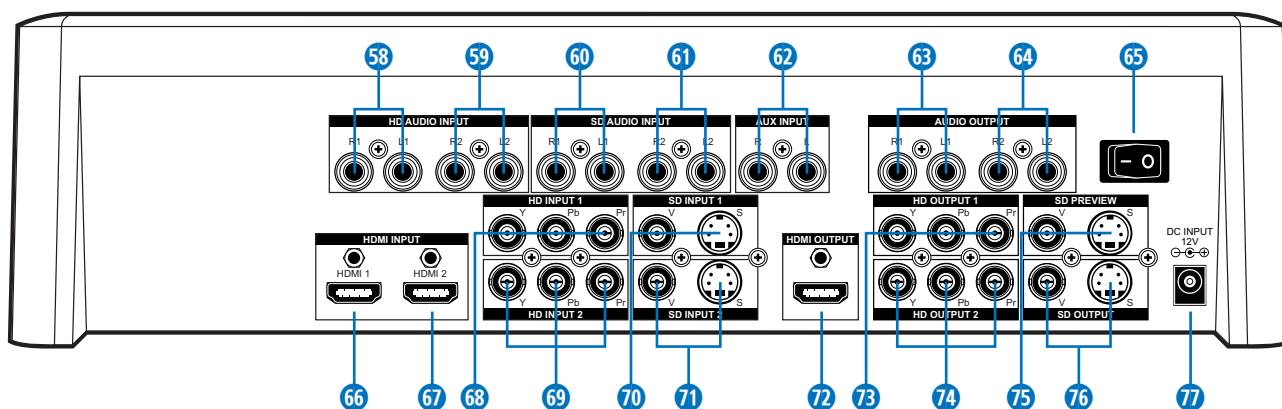 58 59 60 61 62 63 64 65
HD AUDIO INPUT SD AUDIO INPUT AUX INPUT AUDIO OUTPUT
R1 L1 R2 L2 R1 L1 R2 L2 R L R1 L1 R2 L2
HD INPUT 1 SD INPUT 1 HD OUTPUT 1 SD PREVIEW
Y Pb Pr V S Y Pb Pr V S
HDMI INPUT HDMI OUTPUT DC INPUT
12V
HDMI 1 HDMI 2
Y Pb Pr V S Y Pb Pr V S
HD INPUT 2 SD INPUT 2 HD OUTPUT 2 SD OUTPUT
66 67 68 69 70 71 72 73 74 75 76 77